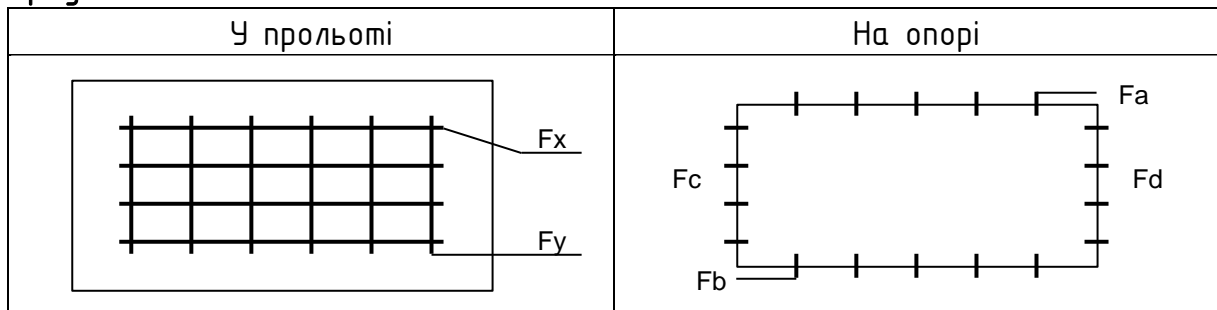 У прольоті
На опорі
Fx
Fy
Fa
Fc
Fd
Fb